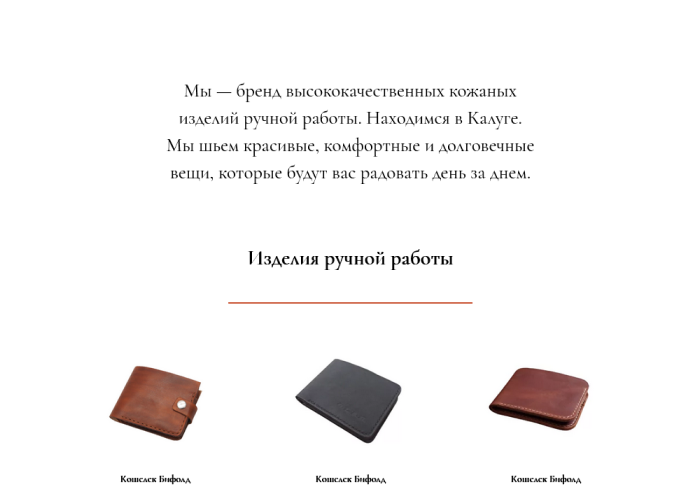 Мы — бренд высококачественных кожаных
изделий ручной работы. Находимся в Калуге.
Мы шьем красивые, комфортные и долговечные
вещи, которые будут вас радовать день за днем.
Изделия ручной работы
Кошелек Бифолд
Кошелек Бифолд
Кошелек Бифолд